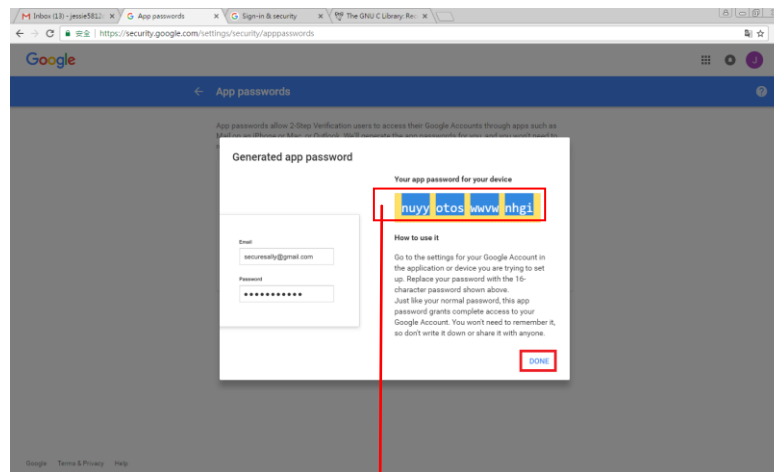 Inbox (13) - jessie5812
App passwords
Sign-in & security
The GNU C Library: Rec
安全 | https://security.google.com/settings/security/apppasswords
Google
J
App passwords
App passwords allow 2-Step Verification users to access their Google Accounts through apps such as
Mail on an iPhone or Mac, or Outlook. We'll generate the app passwords for you, and you won't need to
Generated app password
Your app password for your device
nuyy otos wwvw nhgi
Email
securesally@gmail.com
Password
How to use it
Go to the settings for your Google Account in
the application or device you are trying to set
up. Replace your password with the 16-
character password shown above.
Just like your normal password, this app
password grants complete access to your
Google Account. You won't need to remember it,
so don't write it down or share it with anyone.
DONE
Google Terms & Privacy Help